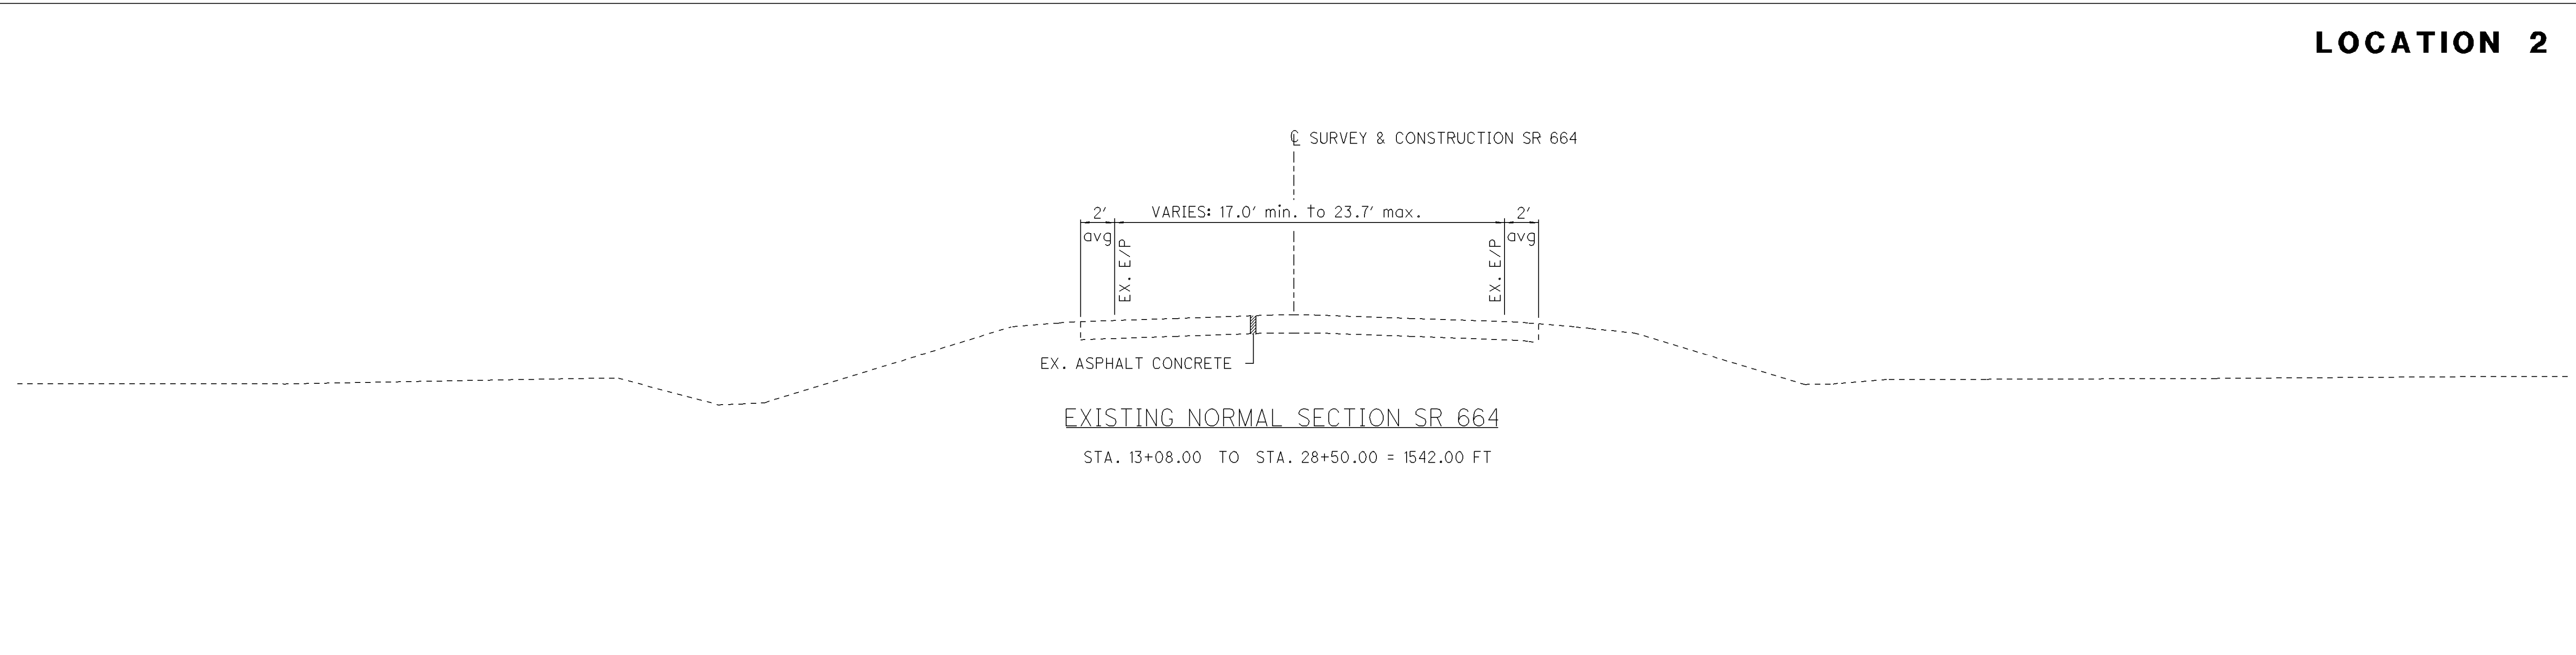 LOCATION 2
℄ SURVEY & CONSTRUCTION SR 664
2' VARIES: 17.0' min. to 23.7' max. 2'
avg avg
EX. E/P EX. E/P
EX. ASPHALT CONCRETE
EXISTING NORMAL SECTION SR 664
STA. 13+08.00 TO STA. 28+50.00 = 1542.00 FT